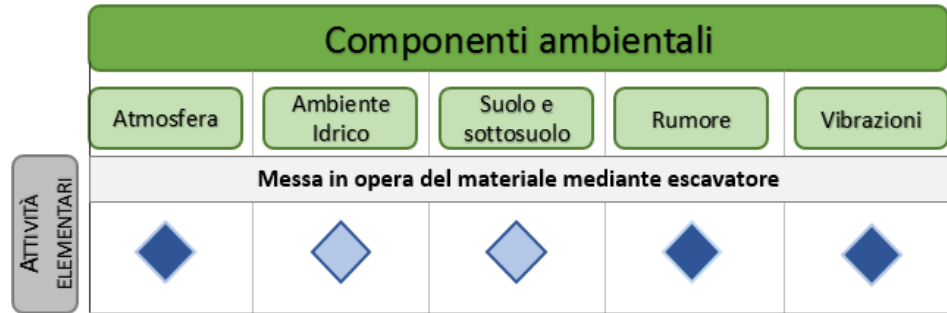 Componenti ambientali
Atmosfera
Ambiente
Idrico
Suolo e
sottosuolo
Rumore
Vibrazioni
Messa in opera del materiale mediante escavatore
ATTIVITÀ
ELEMENTARI